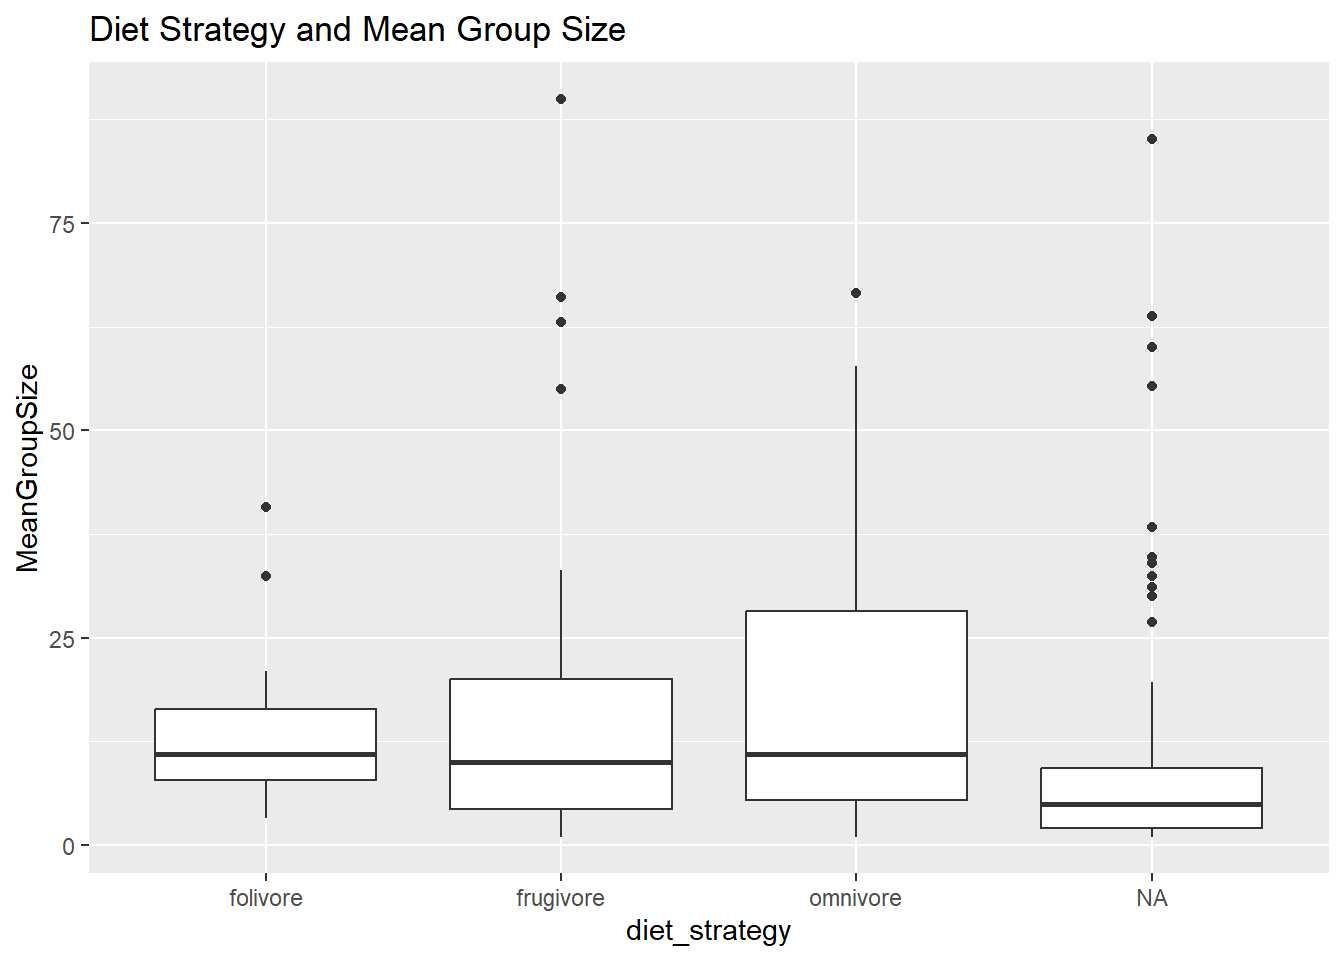 Diet Strategy and Mean Group Size
MeanGroupSize
75
50
25
0
folivore frugivore omnivore NA
diet_strategy